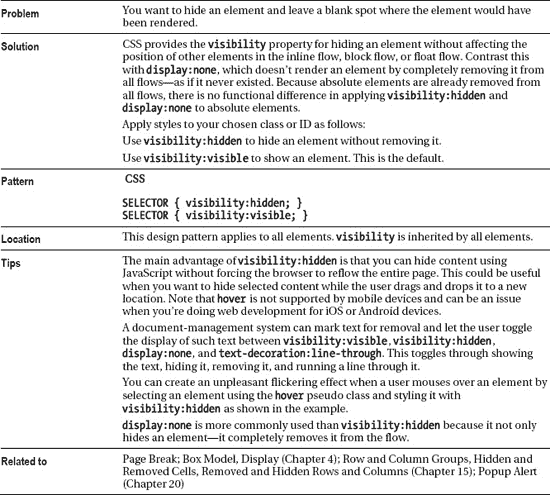 Problem
You want to hide an element and leave a blank spot where the element would have
been rendered.
Solution
CSS provides the visibility property for hiding an element without affecting the
position of other elements in the inline flow, block flow, or float flow. Contrast this
with display:none, which doesn't render an element by completely removing it from
all flows—as if it never existed. Because absolute elements are already removed from
all flows, there is no functional difference in applying visibility:hidden and
display:none to absolute elements.
Apply styles to your chosen class or ID as follows:
Use visibility:hidden to hide an element without removing it.
Use visibility:visible to show an element. This is the default.
Pattern
CSS
SELECTOR { visibility:hidden; }
SELECTOR { visibility:visible; }
Location
This design pattern applies to all elements. visibility is inherited by all elements.
Tips
The main advantage of visibility:hidden is that you can hide content using
JavaScript without forcing the browser to reflow the entire page. This could be useful
when you want to hide selected content while the user drags and drops it to a new
location. Note that hover is not supported by mobile devices and can be an issue
when you're doing web development for iOS or Android devices.
A document-management system can mark text for removal and let the user toggle
the display of such text between visibility:visible, visibility:hidden,
display:none, and text-decoration:line-through. This toggles through showing
the text, hiding it, removing it, and running a line through it.
You can create an unpleasant flickering effect when a user mouses over an element by
selecting an element using the hover pseudo class and styling it with
visibility:hidden as shown in the example.
display:none is more commonly used than visibility:hidden because it not only
hides an element—it completely removes it from the flow.
Related to
Page Break; Box Model, Display (Chapter 4); Row and Column Groups, Hidden and
Removed Cells, Removed and Hidden Rows and Columns (Chapter 15); Popup Alert
(Chapter 20)